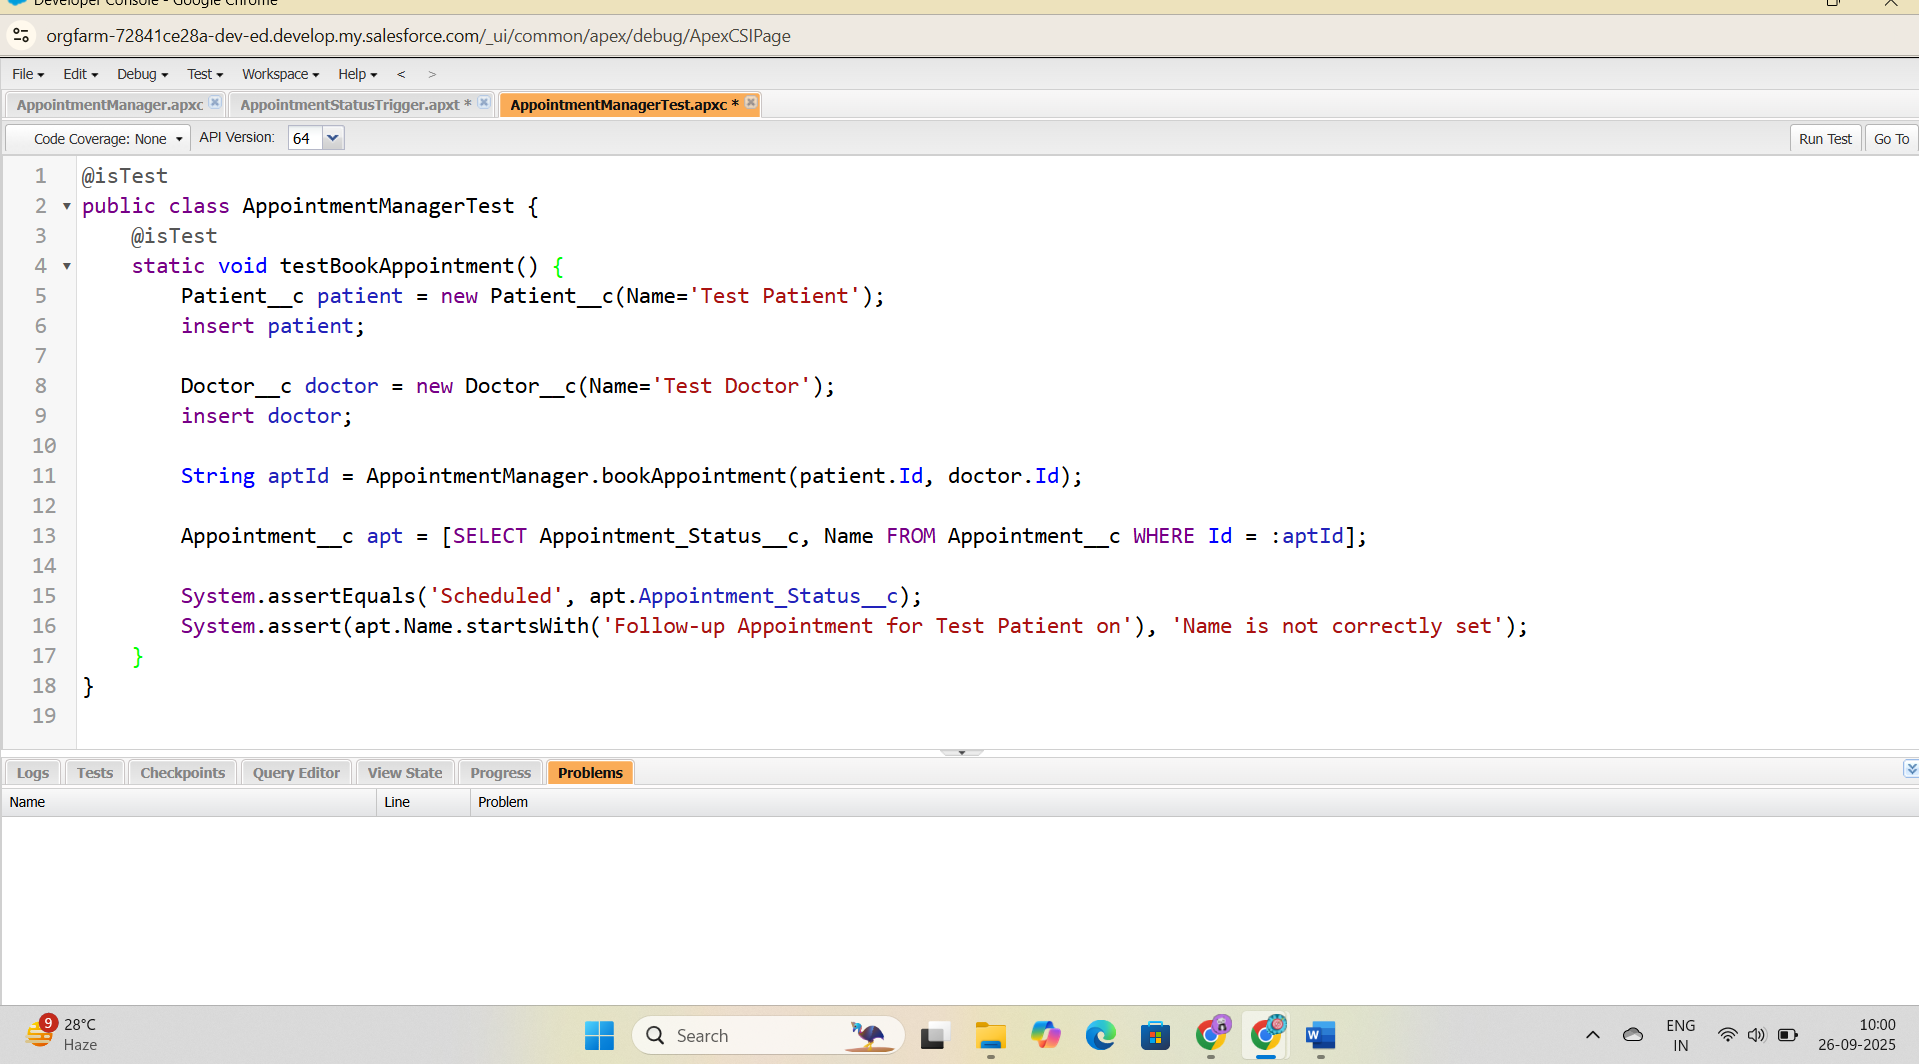 Developer Console - Google Chrome
orgfarm-72841ce28a-dev-ed.develop.my.salesforce.com/_ui/common/apex/debug/ApexCSIPage
File Edit Debug Test Workspace Help < >
AppointmentManager.apxc AppointmentStatusTrigger.apxt * AppointmentManagerTest.apxc *
Code Coverage: None API Version: 64 Run Test Go To
1 @isTest
2 public class AppointmentManagerTest {
3 @isTest
4 static void testBookAppointment() {
5 Patient__c patient = new Patient__c(Name='Test Patient');
6 insert patient;
7
8 Doctor__c doctor = new Doctor__c(Name='Test Doctor');
9 insert doctor;
10
11 String aptId = AppointmentManager.bookAppointment(patient.Id, doctor.Id);
12
13 Appointment__c apt = [SELECT Appointment_Status__c, Name FROM Appointment__c WHERE Id = :aptId];
14
15 System.assertEquals('Scheduled', apt.Appointment_Status__c);
16 System.assert(apt.Name.startsWith('Follow-up Appointment for Test Patient on'), 'Name is not correctly set');
17 }
18 }
19
Logs Tests Checkpoints Query Editor View State Progress Problems
Name Line Problem
9 28°C
Haze
Search
ENG
IN
10:00
26-09-2025